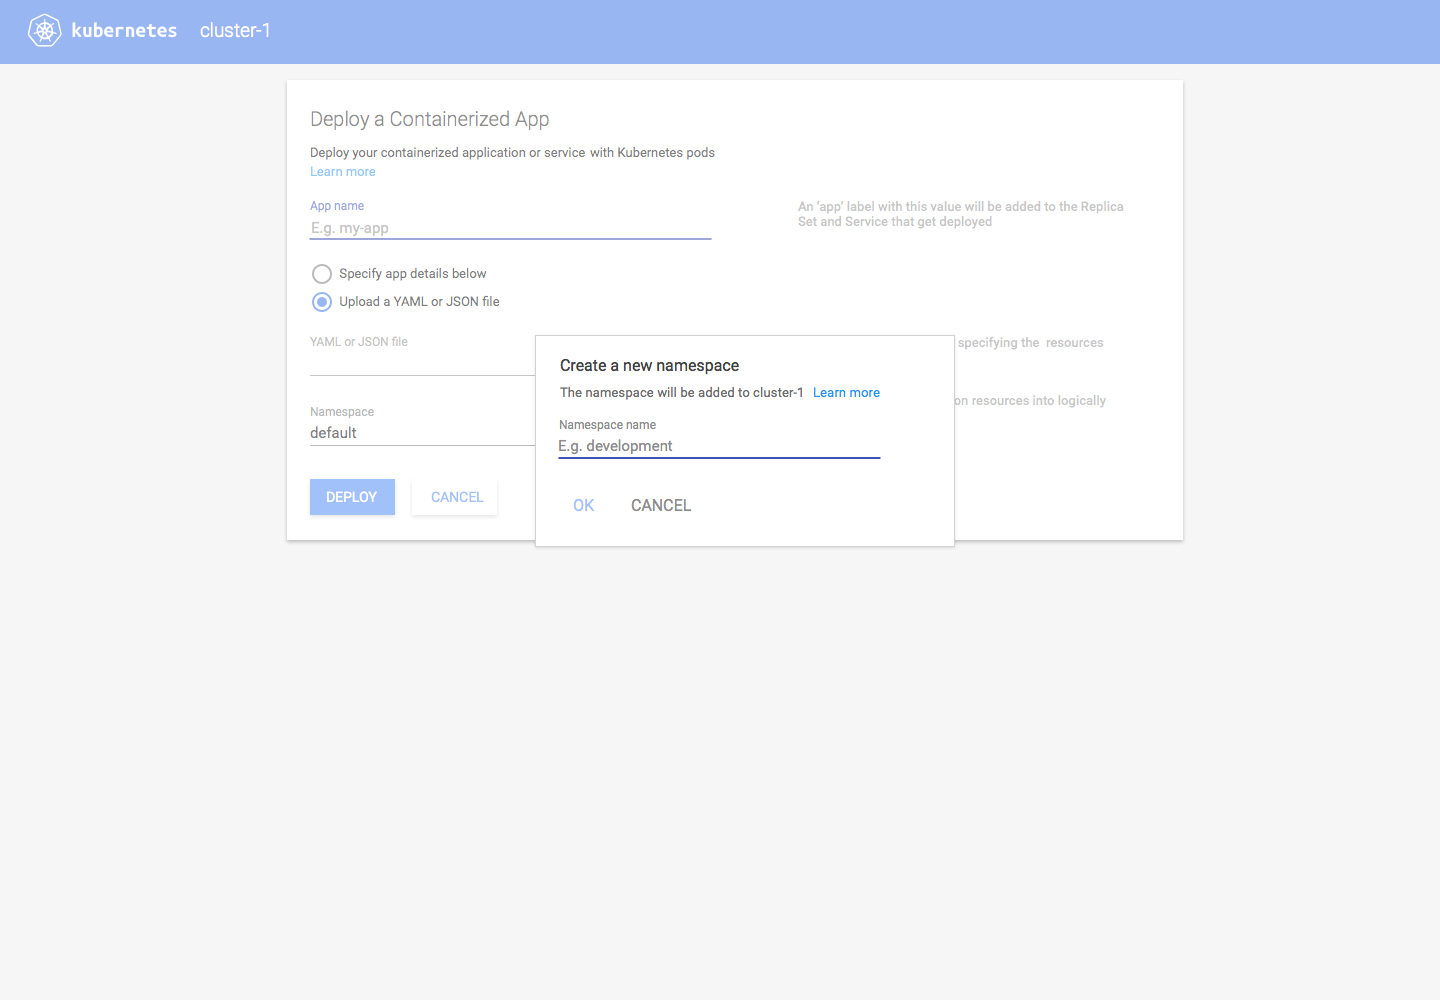 kubernetes cluster-1
Deploy a Containerized App
Deploy your containerized application or service with Kubernetes pods
Learn more
App name
E.g. my-app
An 'app' label with this value will be added to the Replica
Set and Service that get deployed
Specify app details below
Upload a YAML or JSON file
YAML or JSON file
specifying the resources
Namespace
default
on resources into logically
DEPLOY
CANCEL
Create a new namespace
The namespace will be added to cluster-1 Learn more
Namespace name
E.g. development
OK
CANCEL